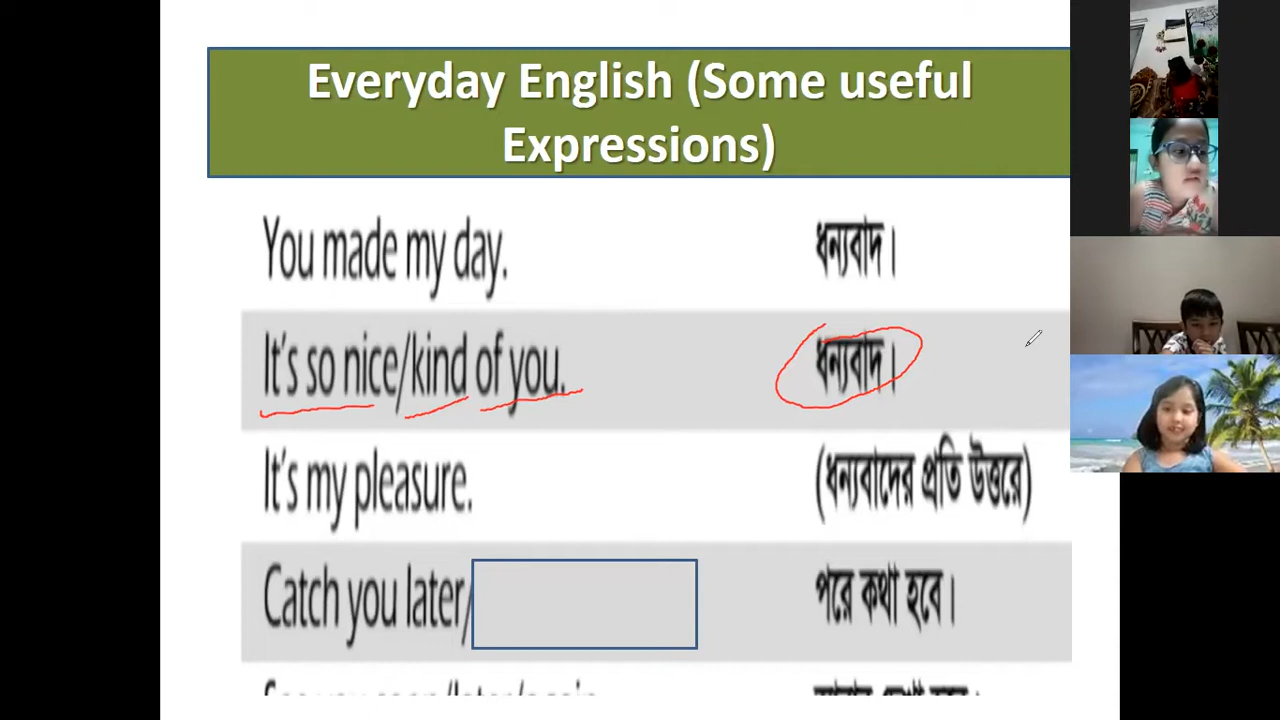 Everyday English (Some useful
Expressions)
You made my day. ধন্যবাদ।
It's so nice/kind of you. ধন্যবাদ।
It's my pleasure. (ধন্যবাদের প্রতি উত্তরে)
Catch you later/ পরে কথা হবে।